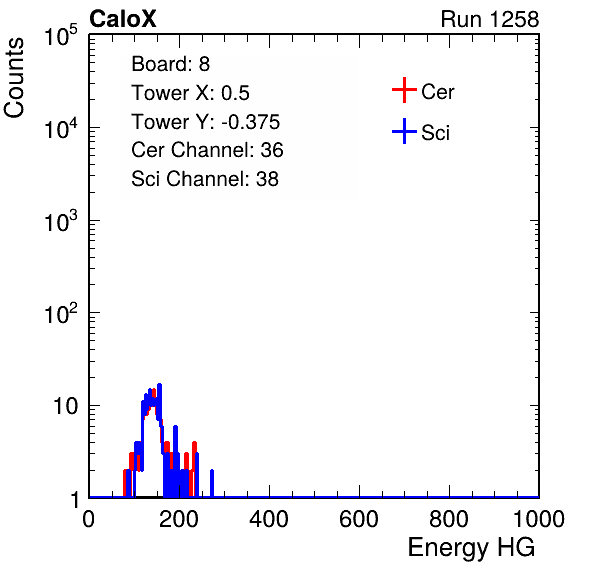 CaloX
Run 1258
Counts
Board: 8
Tower X: 0.5
Tower Y: -0.375
Cer Channel: 36
Sci Channel: 38
Cer
Sci
10^5
10^4
10^3
10^2
10
1
0 200 400 600 800 1000
Energy HG